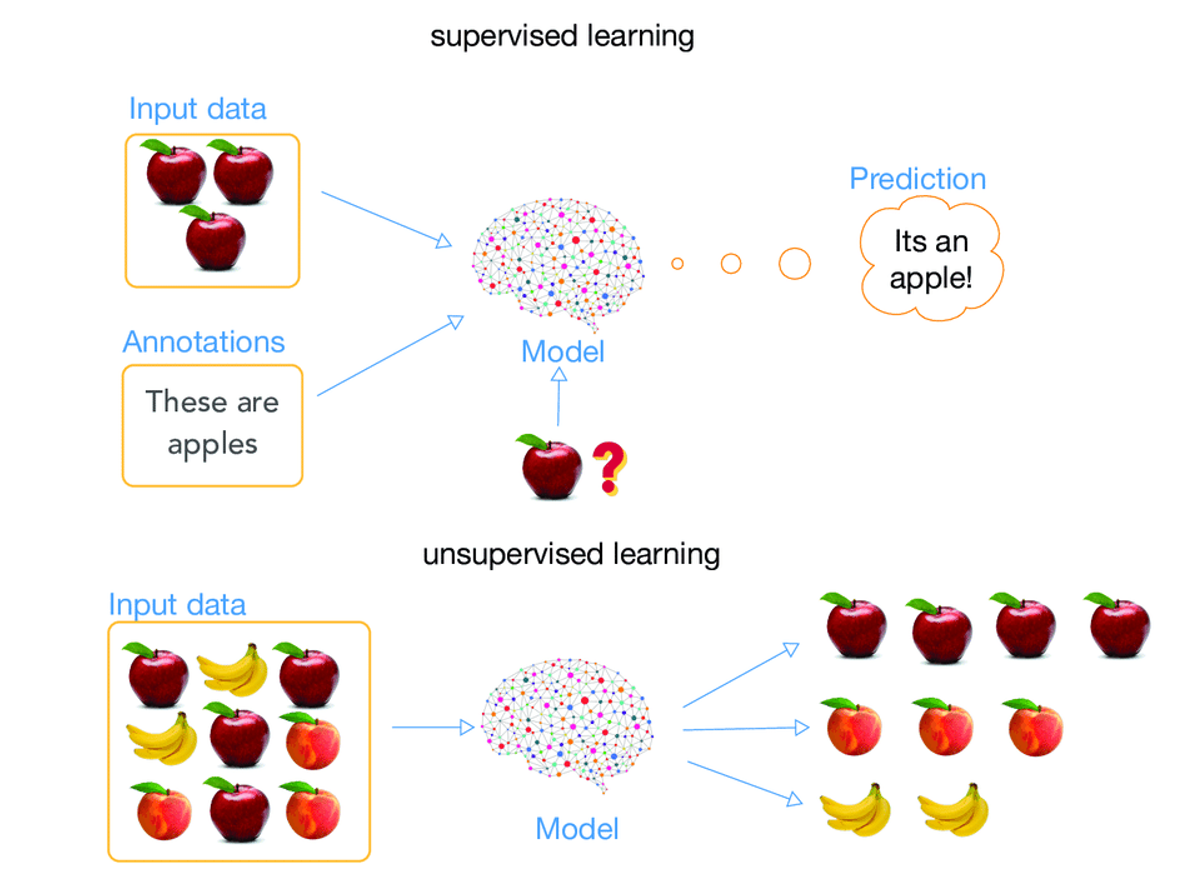 supervised learning
Input data
Prediction
Its an
apple!
Annotations
These are
apples
Model
?
unsupervised learning
Input data
Model